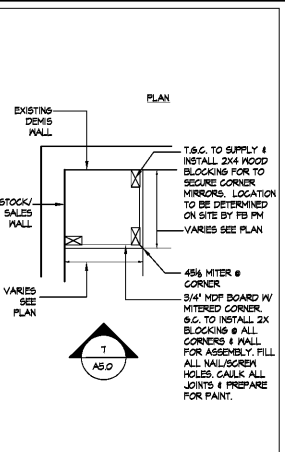 PLAN
EXISTING
DEMIS
WALL
T.G.C. TO SUPPLY &
INSTALL 2X4 WOOD
BLOCKING FOR TO
SECURE CORNER
MIRRORS. LOCATION
TO BE DETERMINED
ON SITE BY FB PM
STOCK/
SALES
WALL
VARIES SEE PLAN
VARIES
SEE
PLAN
45% MITER @
CORNER
3/4" MDF BOARD W/
MITERED CORNER.
G.C. TO INSTALL 2X
BLOCKING @ ALL
CORNERS & WALL
FOR ASSEMBLY. FILL
ALL NAIL/SCREW
HOLES. CAULK ALL
JOINTS & PREPARE
FOR PAINT.
7
A5.0